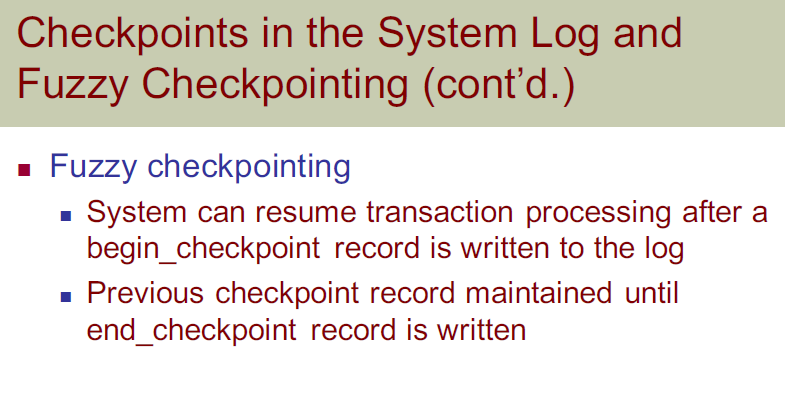 Checkpoints in the System Log and
Fuzzy Checkpointing (cont’d.)
Fuzzy checkpointing
System can resume transaction processing after a
begin_checkpoint record is written to the log
Previous checkpoint record maintained until
end_checkpoint record is written